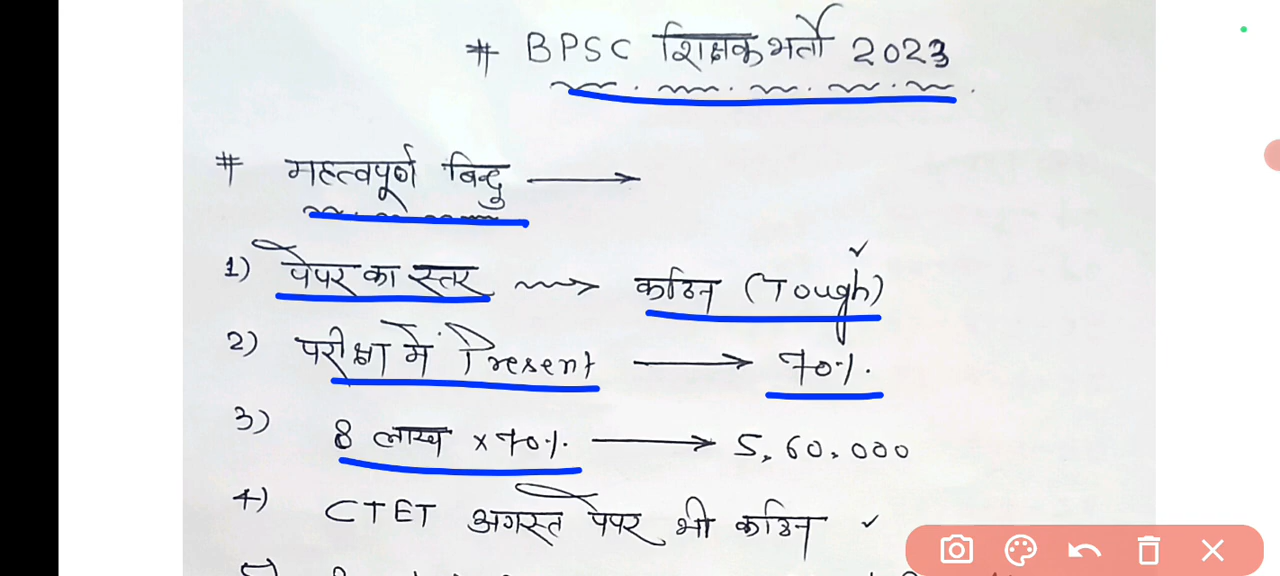 # BPSC शिक्षक भर्ती 2023
# महत्वपूर्ण बिन्दु →
1) पेपर का स्तर ⇝ कठिन (Tough) ✓
2) परीक्षा में Present → 70%.
3) 8 लाख × 70%. → 5,60,000
4) CTET अगस्त पेपर भी कठिन ✓
5)